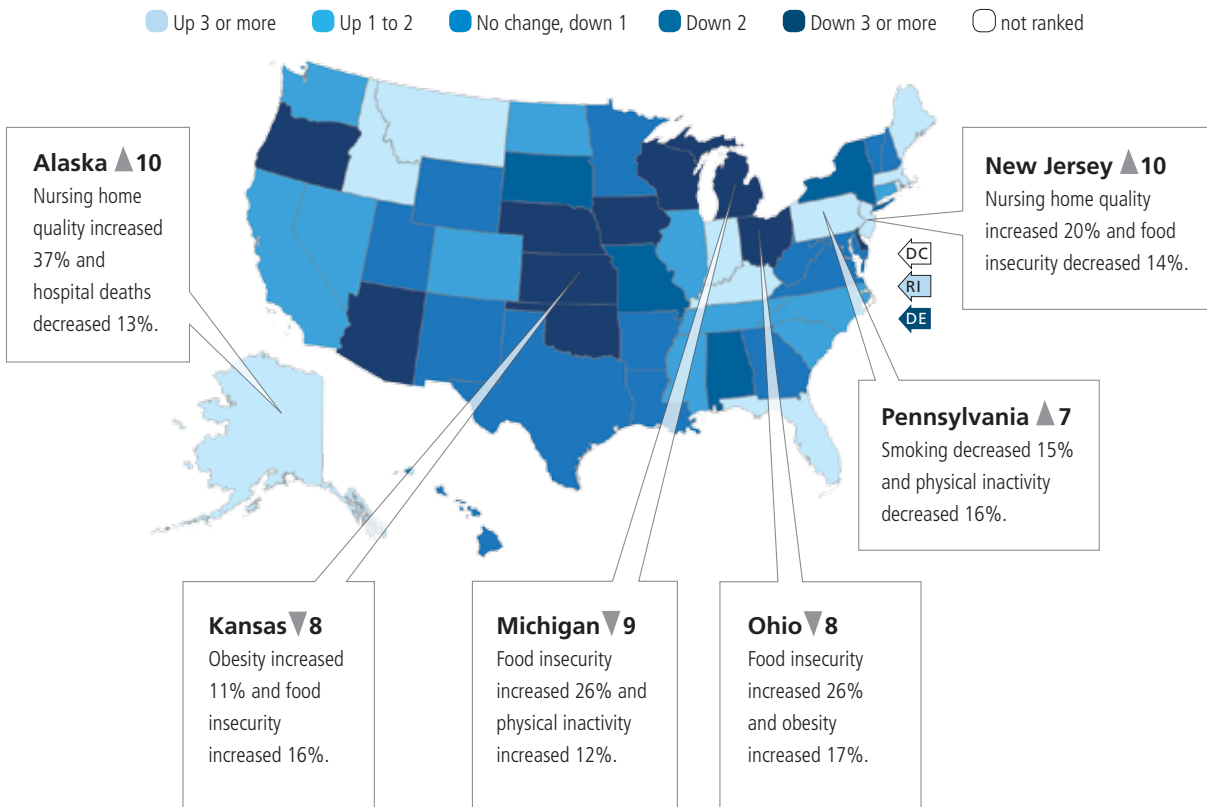 Up 3 or more Up 1 to 2 No change, down 1 Down 2 Down 3 or more not ranked
Alaska ▲10
Nursing home
quality increased
37% and
hospital deaths
decreased 13%.
New Jersey ▲10
Nursing home quality
increased 20% and food
insecurity decreased 14%.
DC
RI
DE
Pennsylvania ▲7
Smoking decreased 15%
and physical inactivity
decreased 16%.
Kansas ▼8
Obesity increased
11% and food
insecurity
increased 16%.
Michigan ▼9
Food insecurity
increased 26% and
physical inactivity
increased 12%.
Ohio ▼8
Food insecurity
increased 26%
and obesity
increased 17%.